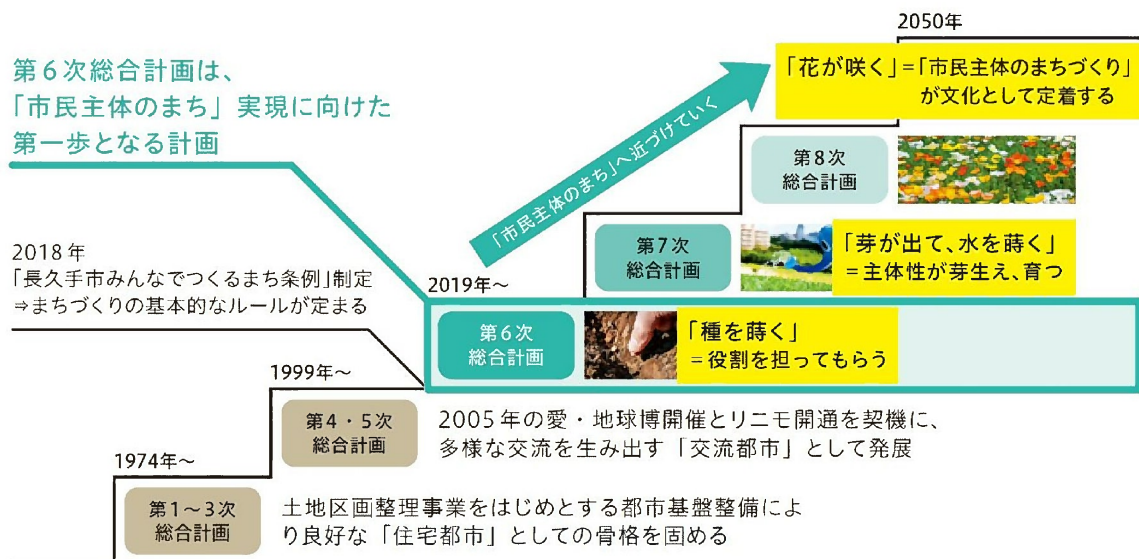 2050年
「花が咲く」=「市民主体のまちづくり」
が文化として定着する
第6次総合計画は、
「市民主体のまち」実現に向けた
第一歩となる計画
「市民主体のまち」へ近づけていく
第8次
総合計画
第7次
総合計画
「芽が出て、水を蒔く」
=主体性が芽生え、育つ
2018年
「長久手市みんなでつくるまち条例」制定
⇒まちづくりの基本的なルールが定まる
2019年～
第6次
総合計画
「種を蒔く」
=役割を担ってもらう
1999年～
第4・5次
総合計画
2005年の愛・地球博開催とリニモ開通を契機に、
多様な交流を生み出す「交流都市」として発展
1974年～
第1～3次
総合計画
土地区画整理事業をはじめとする都市基盤整備によ
り良好な「住宅都市」としての骨格を固める